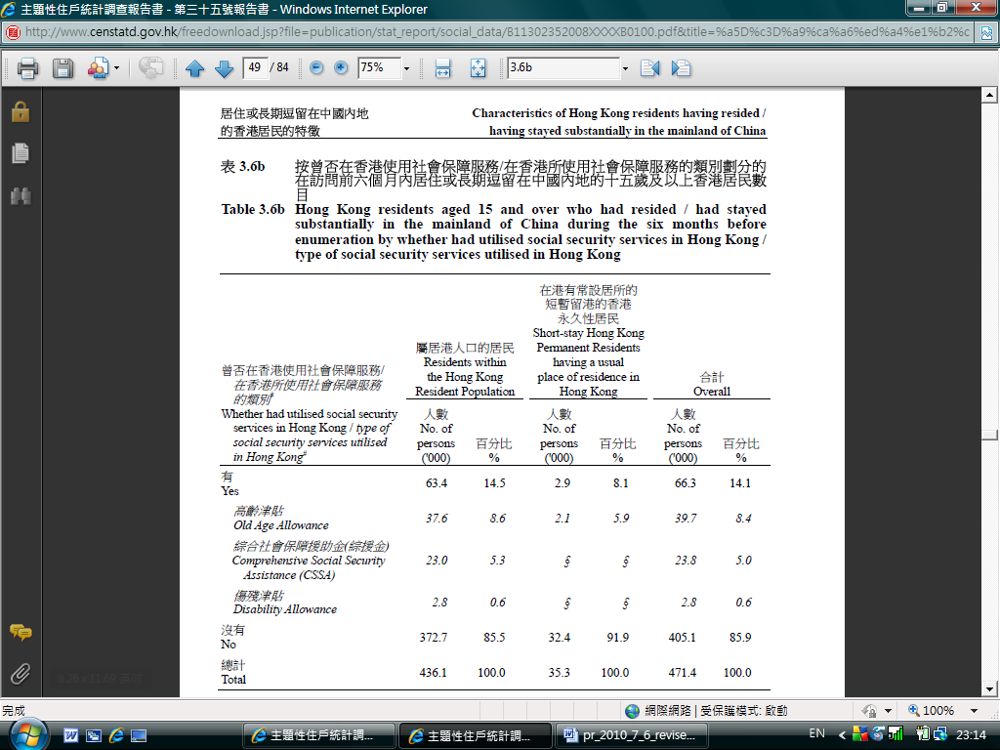 主題性住戶統計調查報告書 - 第三十五號報告書 - Windows Internet Explorer
http://www.censtatd.gov.hk/freedownload.jsp?file=publication/stat_report/social_data/B11302352008XXXXB0100.pdf&title=%a5D%c3D%a9%ca%a6%ed%a4%e1%b2%c
49 / 84 75% 3.6b
居住或長期逗留在中國內地 Characteristics of Hong Kong residents having resided /
的香港居民的特徵 having stayed substantially in the mainland of China
表 3.6b 按曾否在香港使用社會保障服務/在香港所使用社會保障服務的類別劃分的
在訪問前六個月內居住或長期逗留在中國內地的十五歲及以上香港居民數
目
Table 3.6b Hong Kong residents aged 15 and over who had resided / had stayed
substantially in the mainland of China during the six months before
enumeration by whether had utilised social security services in Hong Kong /
type of social security services utilised in Hong Kong
曾否在香港使用社會保障服務/
在香港所使用社會保障服務
的類別#
Whether had utilised social security
services in Hong Kong / type of
social security services utilised
in Hong Kong#
屬居港人口的居民
Residents within
the Hong Kong
Resident Population
在港有常設居所的
短暫留港的香港
永久性居民
Short-stay Hong Kong
Permanent Residents
having a usual
place of residence in
Hong Kong
合計
Overall
人數 人數 人數
No. of No. of No. of
persons 百分比 persons 百分比 persons 百分比
('000) % ('000) % ('000) %
有
Yes 63.4 14.5 2.9 8.1 66.3 14.1
高齡津貼
Old Age Allowance 37.6 8.6 2.1 5.9 39.7 8.4
綜合社會保障援助金(綜援金)
Comprehensive Social Security 23.0 5.3 § § 23.8 5.0
Assistance (CSSA)
傷殘津貼
Disability Allowance 2.8 0.6 § § 2.8 0.6
沒有
No 372.7 85.5 32.4 91.9 405.1 85.9
總計
Total 436.1 100.0 35.3 100.0 471.4 100.0
完成 網際網路 | 受保護模式: 啟動 100%
主題性住戶統計調... 主題性住戶統計調... pr_2010_7_6_revise... EN 23:14